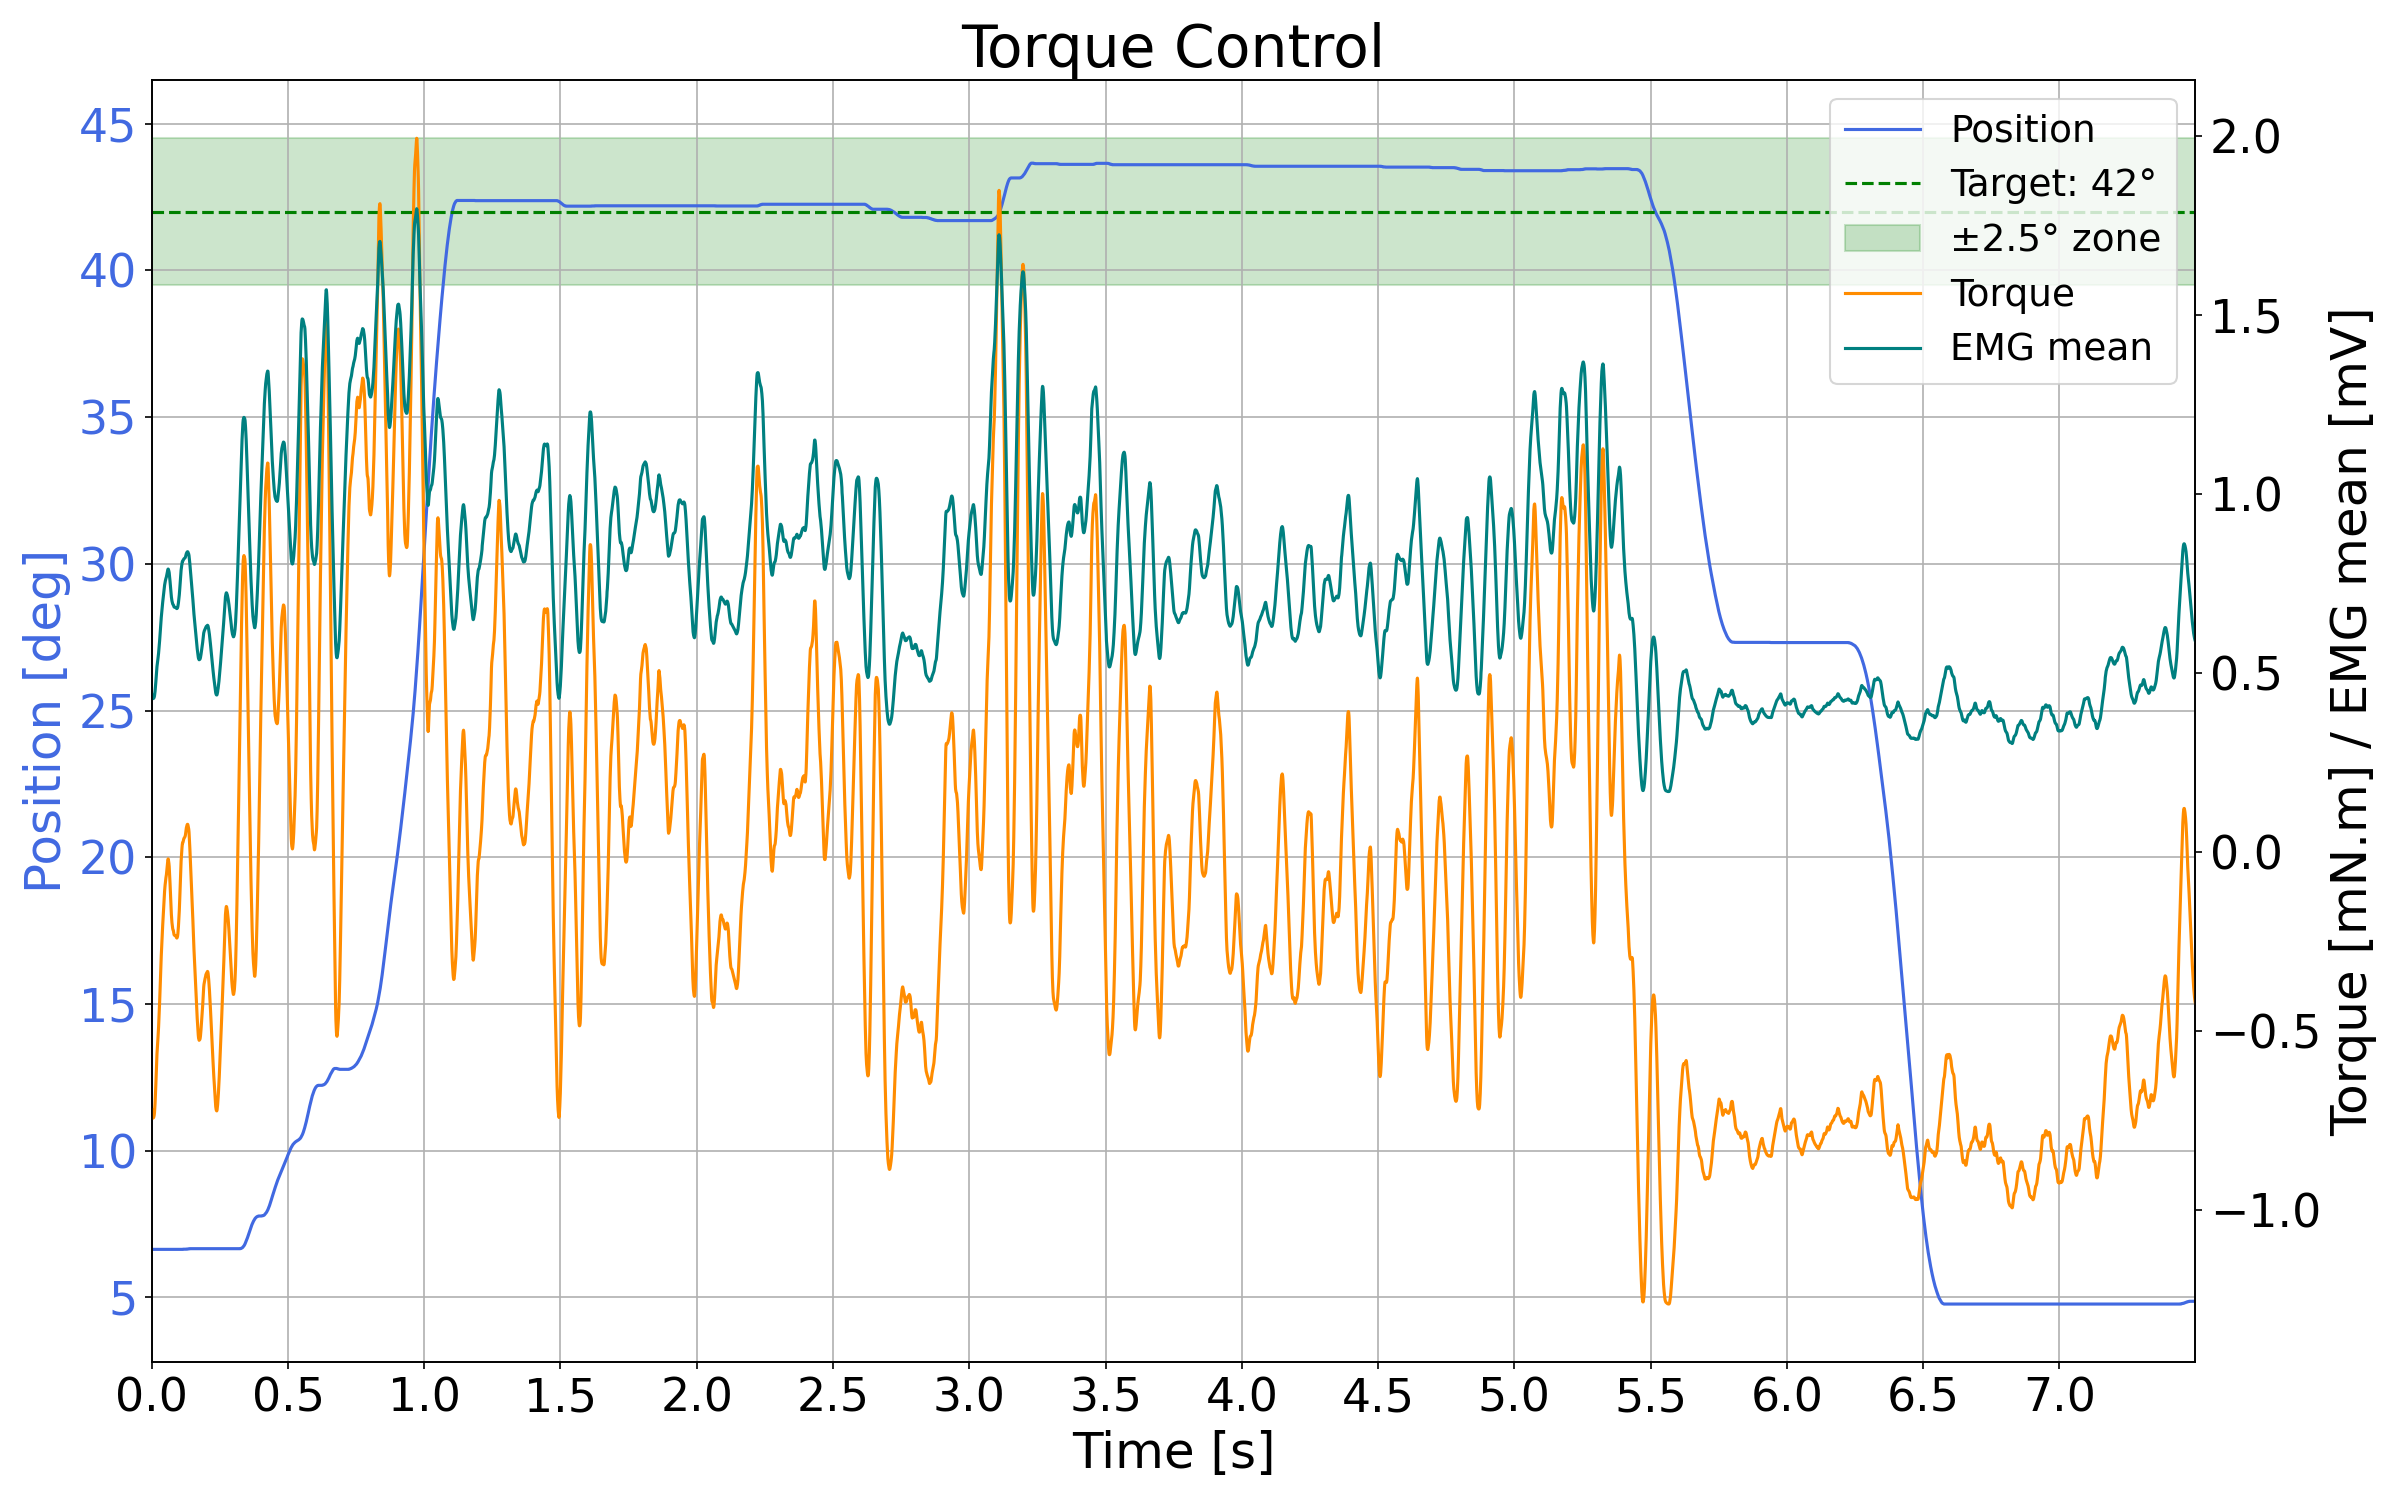 Torque Control
45
40
35
30
25
20
15
10
5
Position [deg]
2.0
1.5
1.0
0.5
0.0
−0.5
−1.0
Torque [mN.m] / EMG mean [mV]
Position
Target: 42°
±2.5° zone
Torque
EMG mean
0.0 0.5 1.0 1.5 2.0 2.5 3.0 3.5 4.0 4.5 5.0 5.5 6.0 6.5 7.0
Time [s]